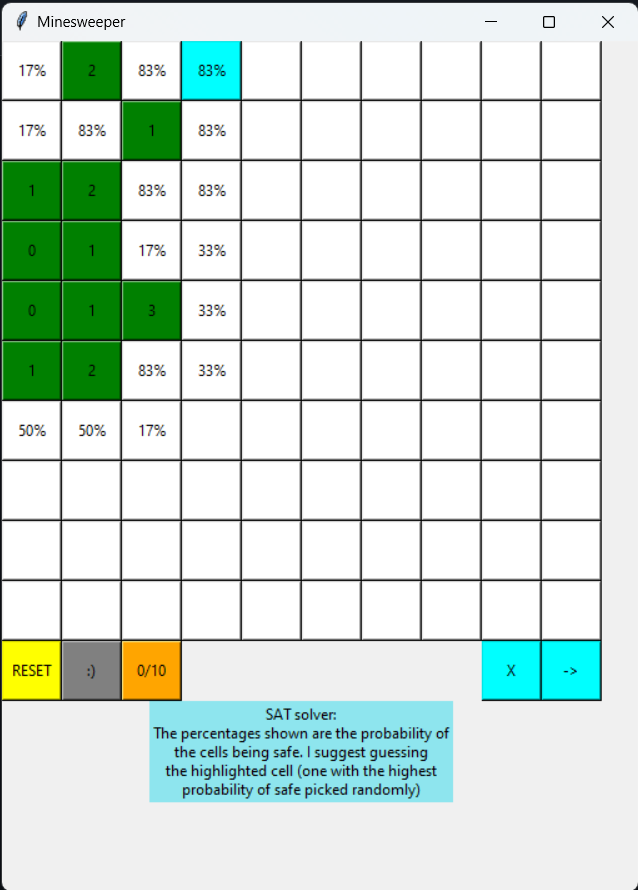 Minesweeper
17% 2 83% 83%
17% 83% 1 83%
1 2 83% 83%
0 1 17% 33%
0 1 3 33%
1 2 83% 33%
50% 50% 17%
RESET :) 0/10 X ->
SAT solver:
The percentages shown are the probability of
the cells being safe. I suggest guessing
the highlighted cell (one with the highest
probability of safe picked randomly)